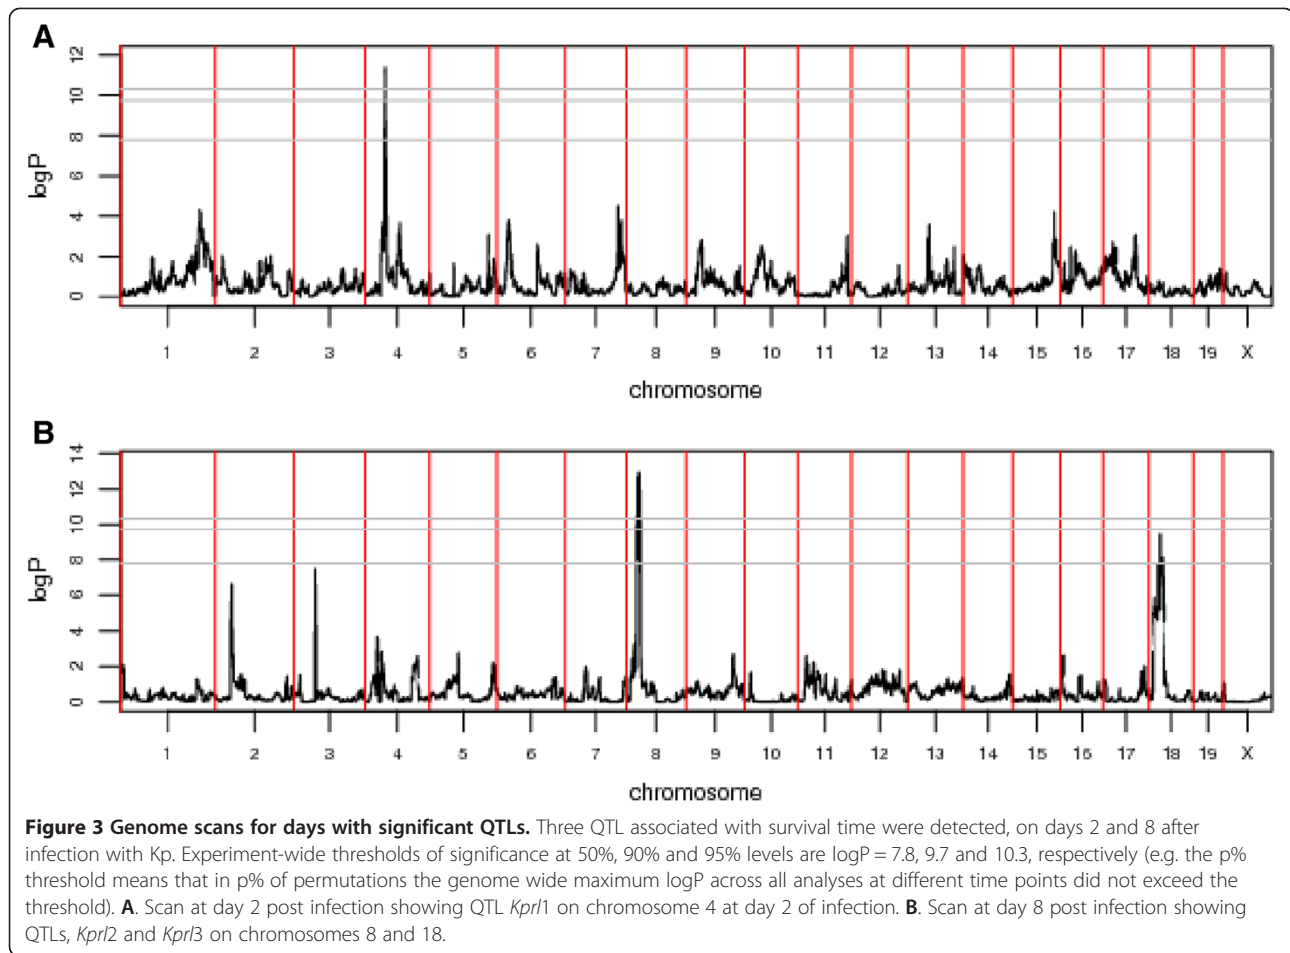 A
12
10
8
6
4
2
0
logP
1 2 3 4 5 6 7 8 9 10 11 12 13 14 15 16 17 18 19 X
chromosome
B
14
12
10
8
6
4
2
0
logP
1 2 3 4 5 6 7 8 9 10 11 12 13 14 15 16 17 18 19 X
chromosome
Figure 3 Genome scans for days with significant QTLs. Three QTL associated with survival time were detected, on days 2 and 8 after
infection with Kp. Experiment-wide thresholds of significance at 50%, 90% and 95% levels are logP = 7.8, 9.7 and 10.3, respectively (e.g. the p%
threshold means that in p% of permutations the genome wide maximum logP across all analyses at different time points did not exceed the
threshold). A. Scan at day 2 post infection showing QTL Kprl1 on chromosome 4 at day 2 of infection. B. Scan at day 8 post infection showing
QTLs, Kprl2 and Kprl3 on chromosomes 8 and 18.